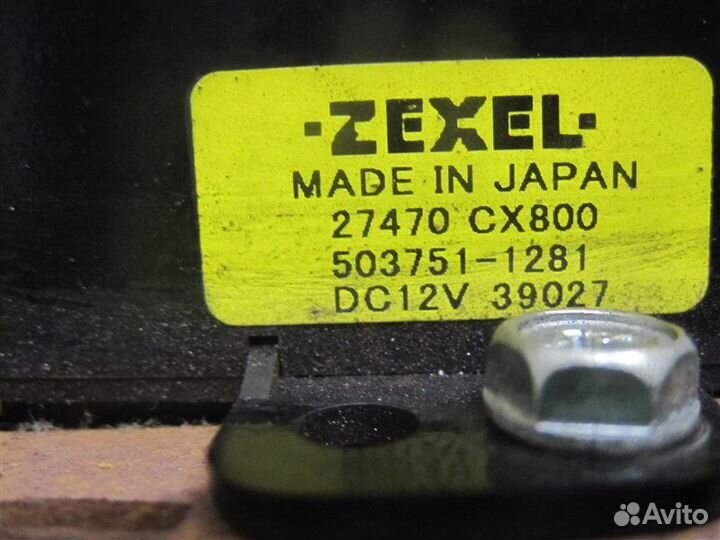 ·ZEXEL·
MADE IN JAPAN
27470 CX800
503751-1281
DC12V 39027
Avito